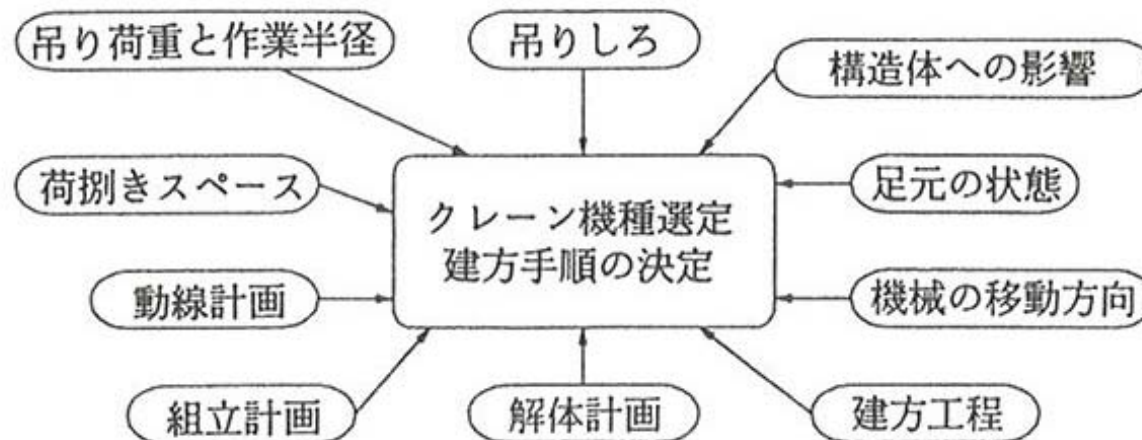 吊り荷重と作業半径
吊りしろ
構造体への影響
荷捌きスペース
足元の状態
クレーン機種選定
建方手順の決定
動線計画
機械の移動方向
組立計画
解体計画
建方工程